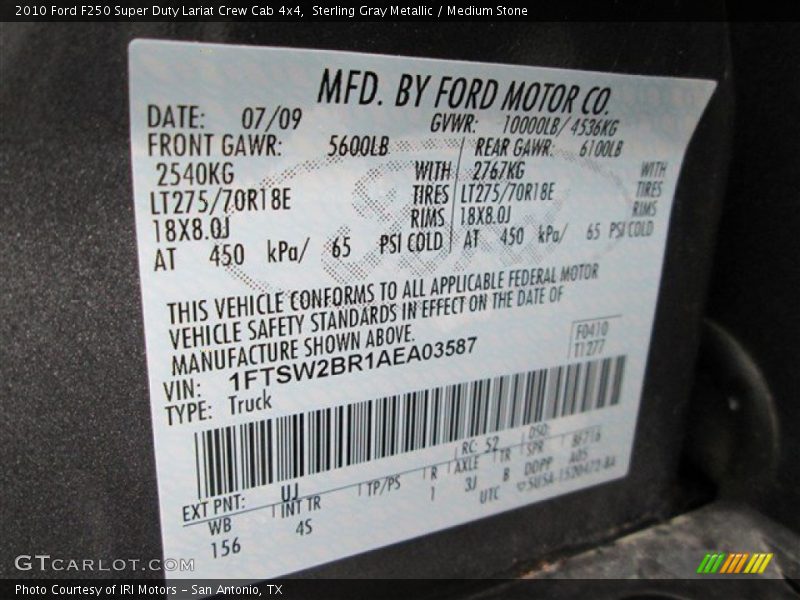 2010 Ford F250 Super Duty Lariat Crew Cab 4x4, Sterling Gray Metallic / Medium Stone
MFD. BY FORD MOTOR CO.
DATE: 07/09 GVWR: 10000LB/ 4536KG
FRONT GAWR: 5600LB REAR GAWR: 6100LB
2540KG WITH 2767KG WITH
LT275/70R18E TIRES LT275/70R18E TIRES
18X8.0J RIMS 18X8.0J RIMS
AT 450 kPa/ 65 PSI COLD AT 450 kPa/ 65 PSI COLD
THIS VEHICLE CONFORMS TO ALL APPLICABLE FEDERAL MOTOR
VEHICLE SAFETY STANDARDS IN EFFECT ON THE DATE OF
MANUFACTURE SHOWN ABOVE.
VIN: 1FTSW2BR1AEA03587 F0410
TYPE: Truck T1277
EXT PNT: UJ RC: 52 DSO:
WB INT TR TP/PS R AXLE TR SPR BF716
156 4S 1 3J B DDPP A05
UTC
GTCARLOT.COM
Photo Courtesy of IRI Motors - San Antonio, TX